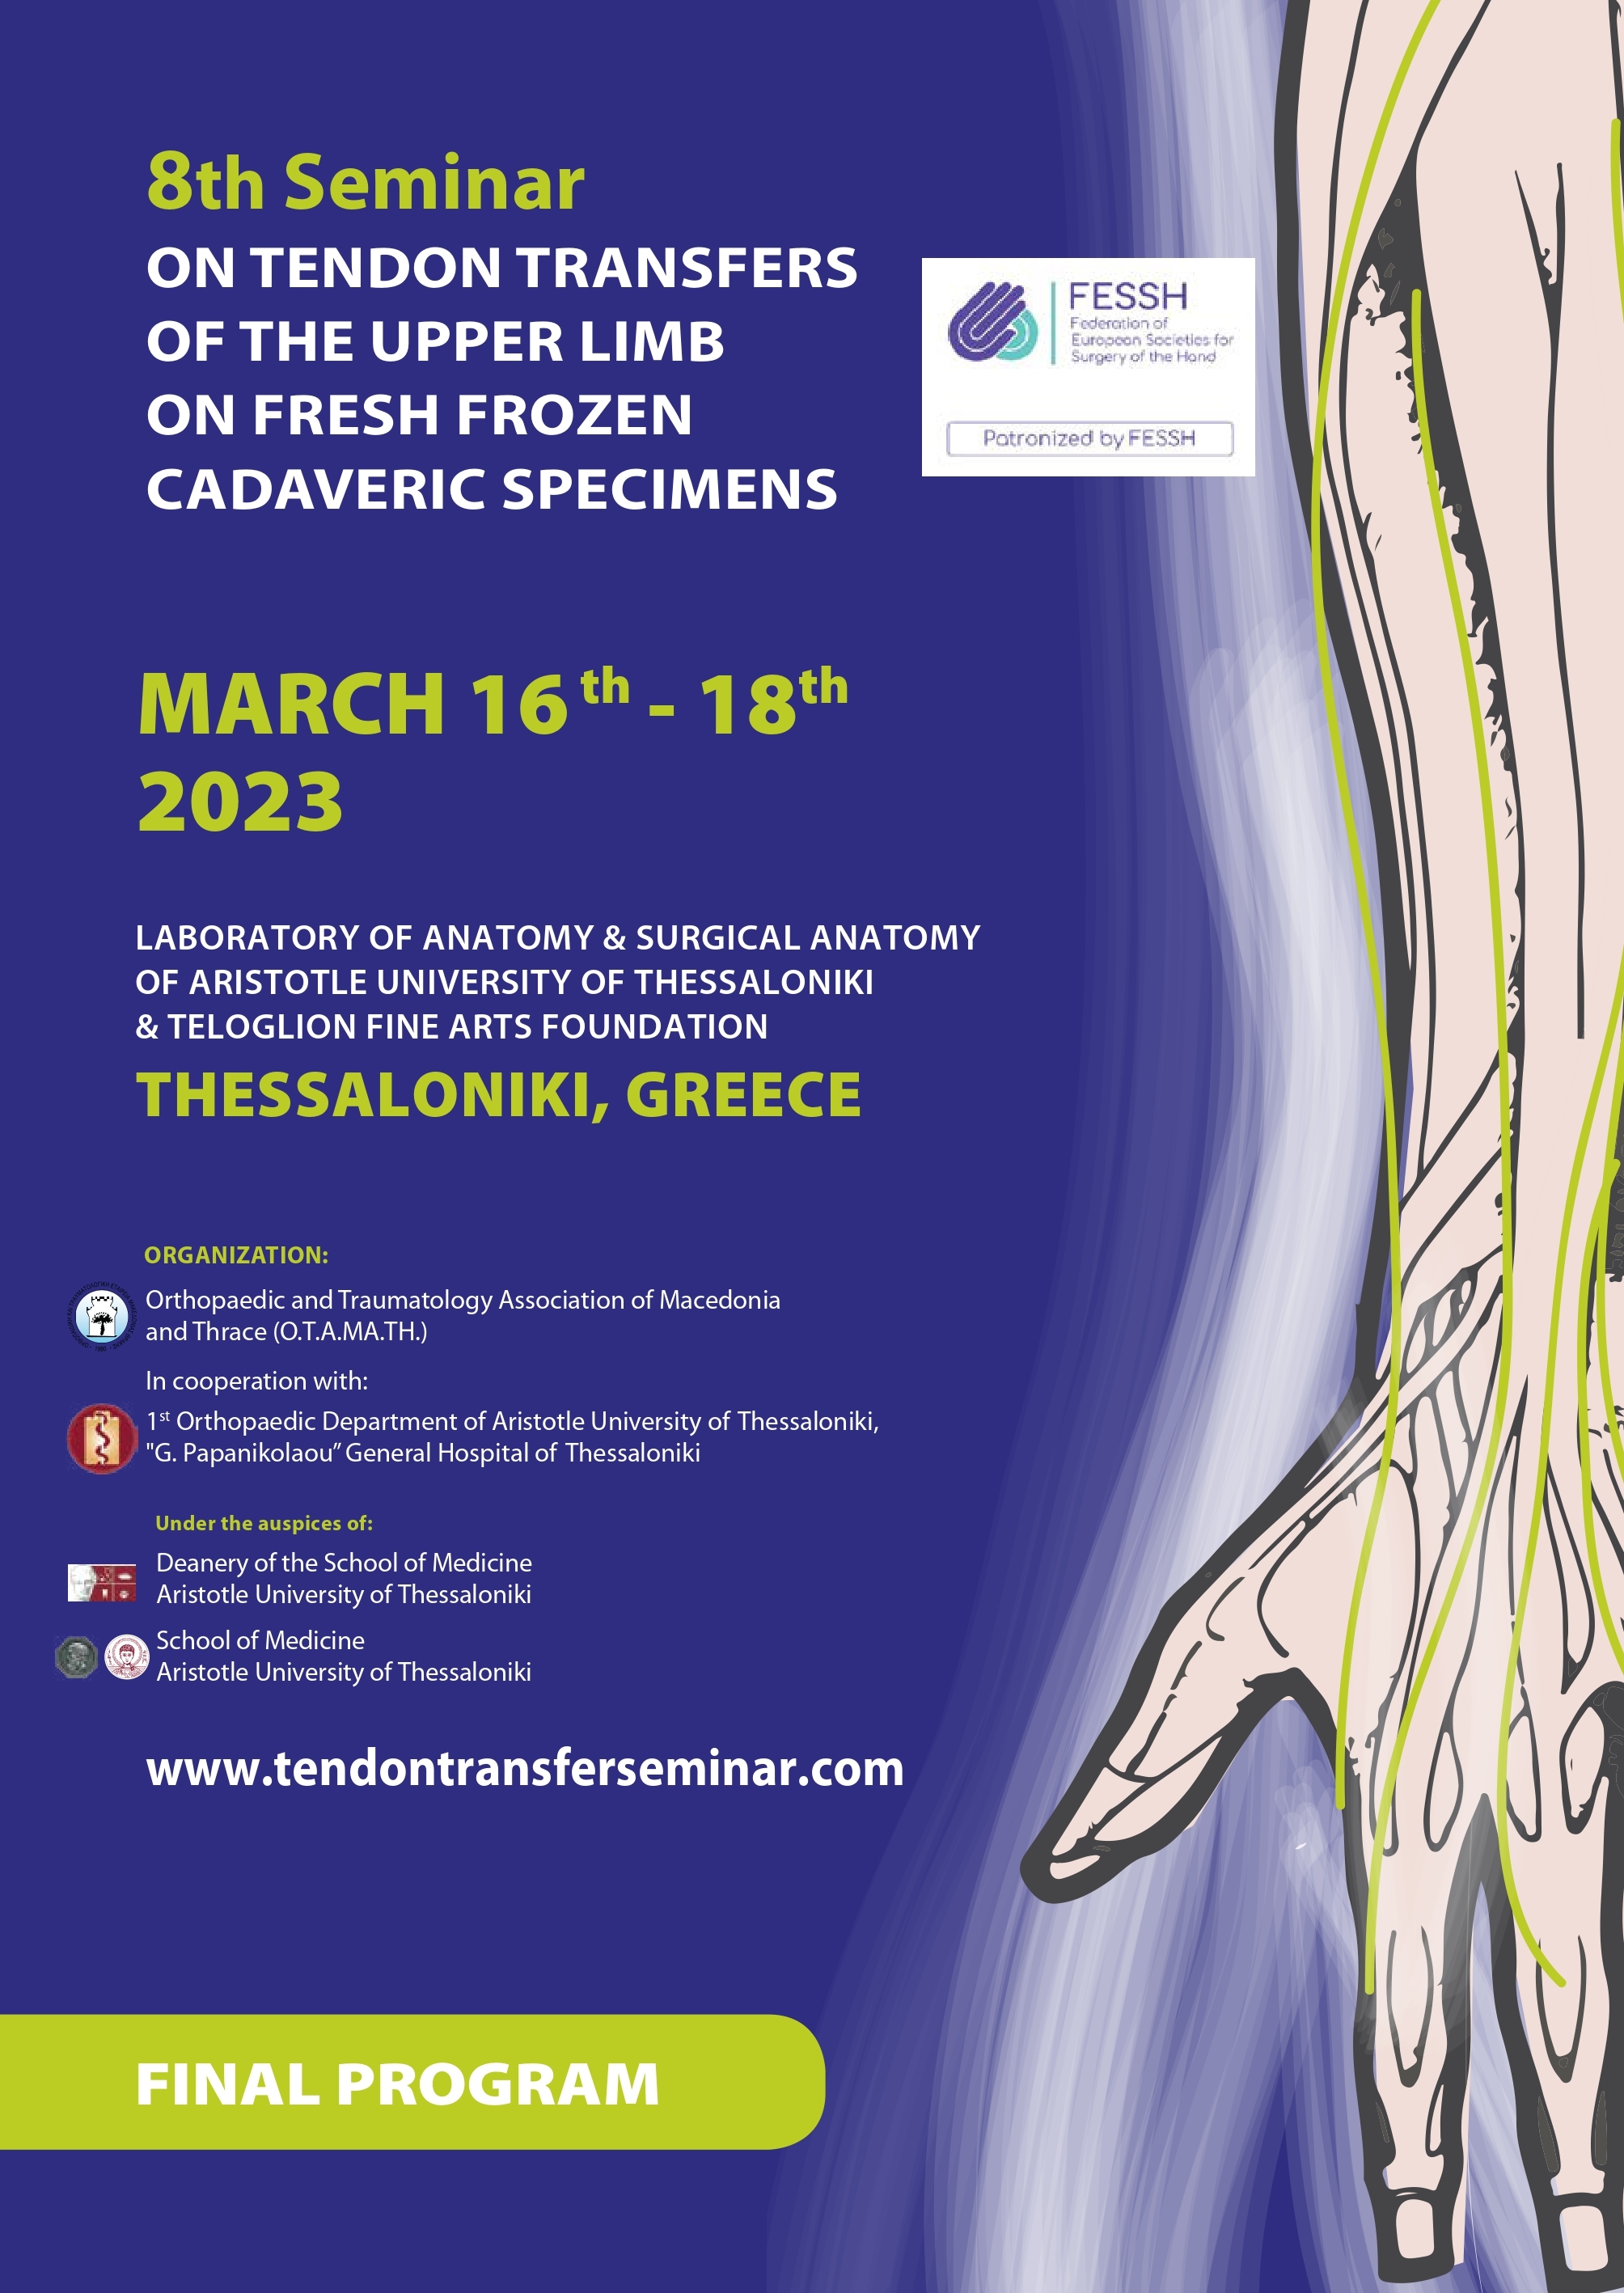 8th Seminar
ON TENDON TRANSFERS
OF THE UPPER LIMB
ON FRESH FROZEN
CADAVERIC SPECIMENS
FESSH
Federation of
European Societies for
Surgery of the Hand
Patronized by FESSH
MARCH 16th - 18th
2023
LABORATORY OF ANATOMY & SURGICAL ANATOMY
OF ARISTOTLE UNIVERSITY OF THESSALONIKI
& TELOGLION FINE ARTS FOUNDATION
THESSALONIKI, GREECE
ORGANIZATION:
Orthopaedic and Traumatology Association of Macedonia
and Thrace (O.T.A.MA.TH.)
In cooperation with:
1st Orthopaedic Department of Aristotle University of Thessaloniki,
"G. Papanikolaou” General Hospital of Thessaloniki
Under the auspices of:
Deanery of the School of Medicine
Aristotle University of Thessaloniki
School of Medicine
Aristotle University of Thessaloniki
www.tendontransferseminar.com
FINAL PROGRAM